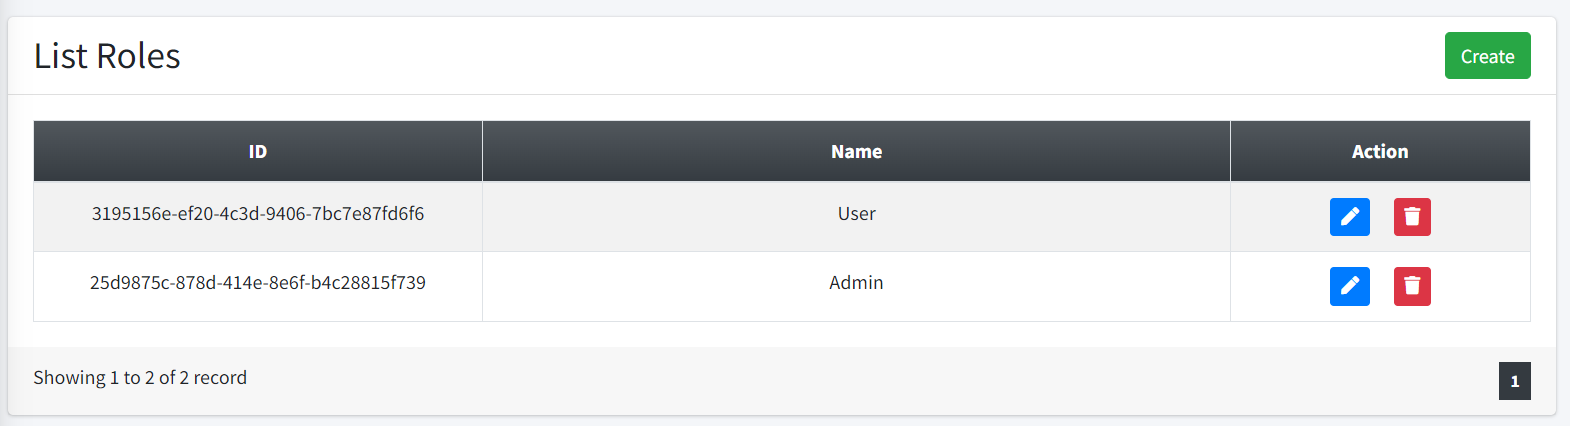 List Roles
Create
ID Name Action
3195156e-ef20-4c3d-9406-7bc7e87fd6f6 User
25d9875c-878d-414e-8e6f-b4c28815f739 Admin
Showing 1 to 2 of 2 record
1